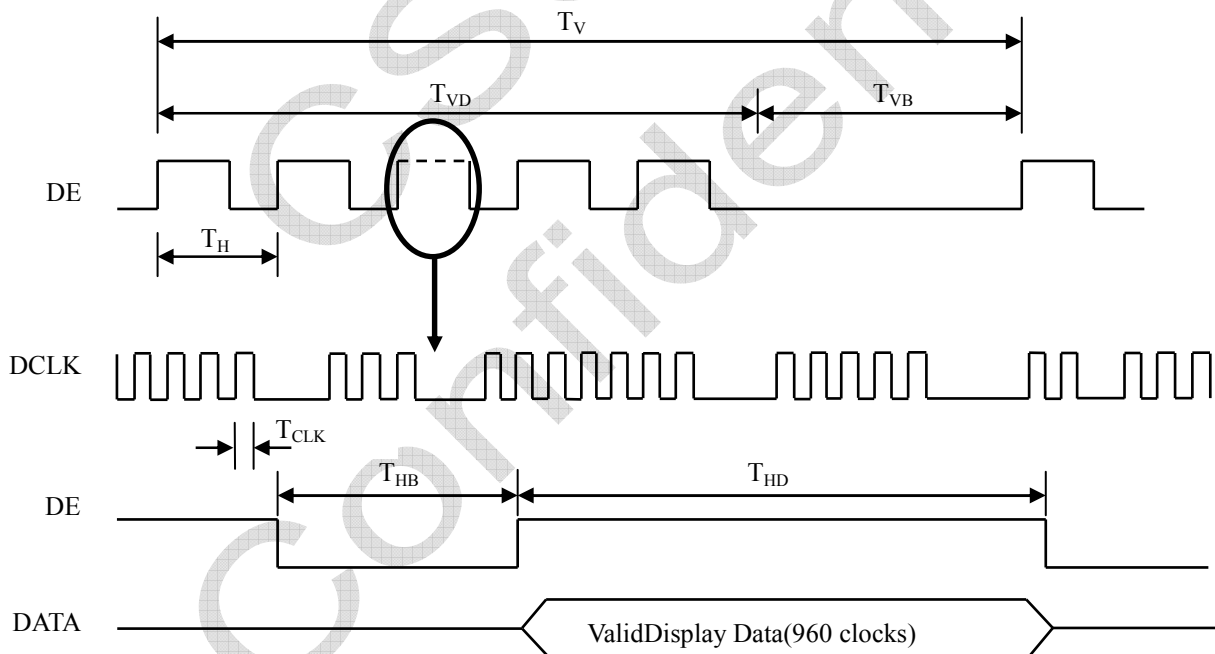 T_V
T_VD
T_VB
DE
T_H
DCLK
T_CLK
T_HB
T_HD
DE
DATA
ValidDisplay Data(960 clocks)